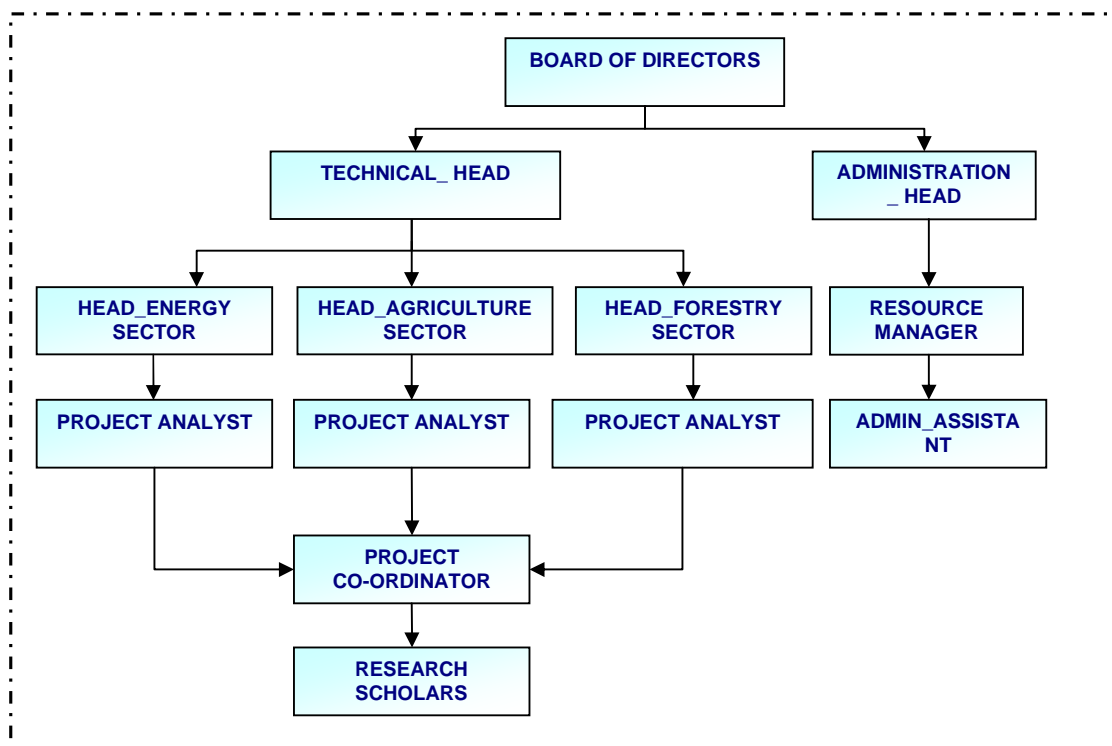 BOARD OF DIRECTORS
TECHNICAL_ HEAD
ADMINISTRATION
_ HEAD
HEAD_ENERGY
SECTOR
HEAD_AGRICULTURE
SECTOR
HEAD_FORESTRY
SECTOR
RESOURCE
MANAGER
PROJECT ANALYST
PROJECT ANALYST
PROJECT ANALYST
ADMIN_ASSISTA
NT
PROJECT
CO-ORDINATOR
RESEARCH
SCHOLARS